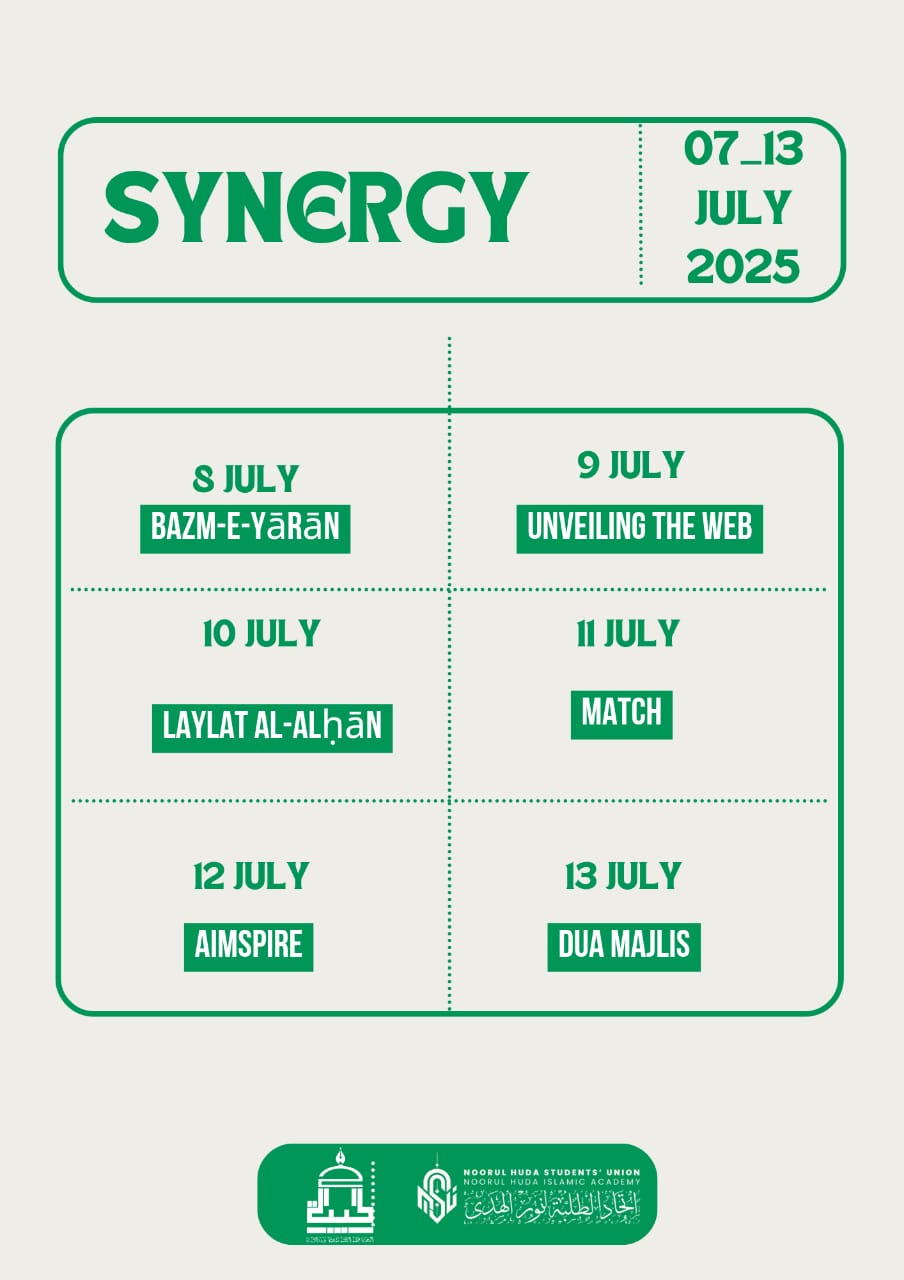 SYNERGY
07_13
JULY
2025
8 JULY
BAZM-E-YāRāN
9 JULY
UNVEILING THE WEB
10 JULY
LAYLAT AL-ALḥāN
11 JULY
MATCH
12 JULY
AIMSPIRE
13 JULY
DUA MAJLIS
NOORUL HUDA STUDENTS' UNION
NOORUL HUDA ISLAMIC ACADEMY
إتحاد الطلبة لنور الهدى